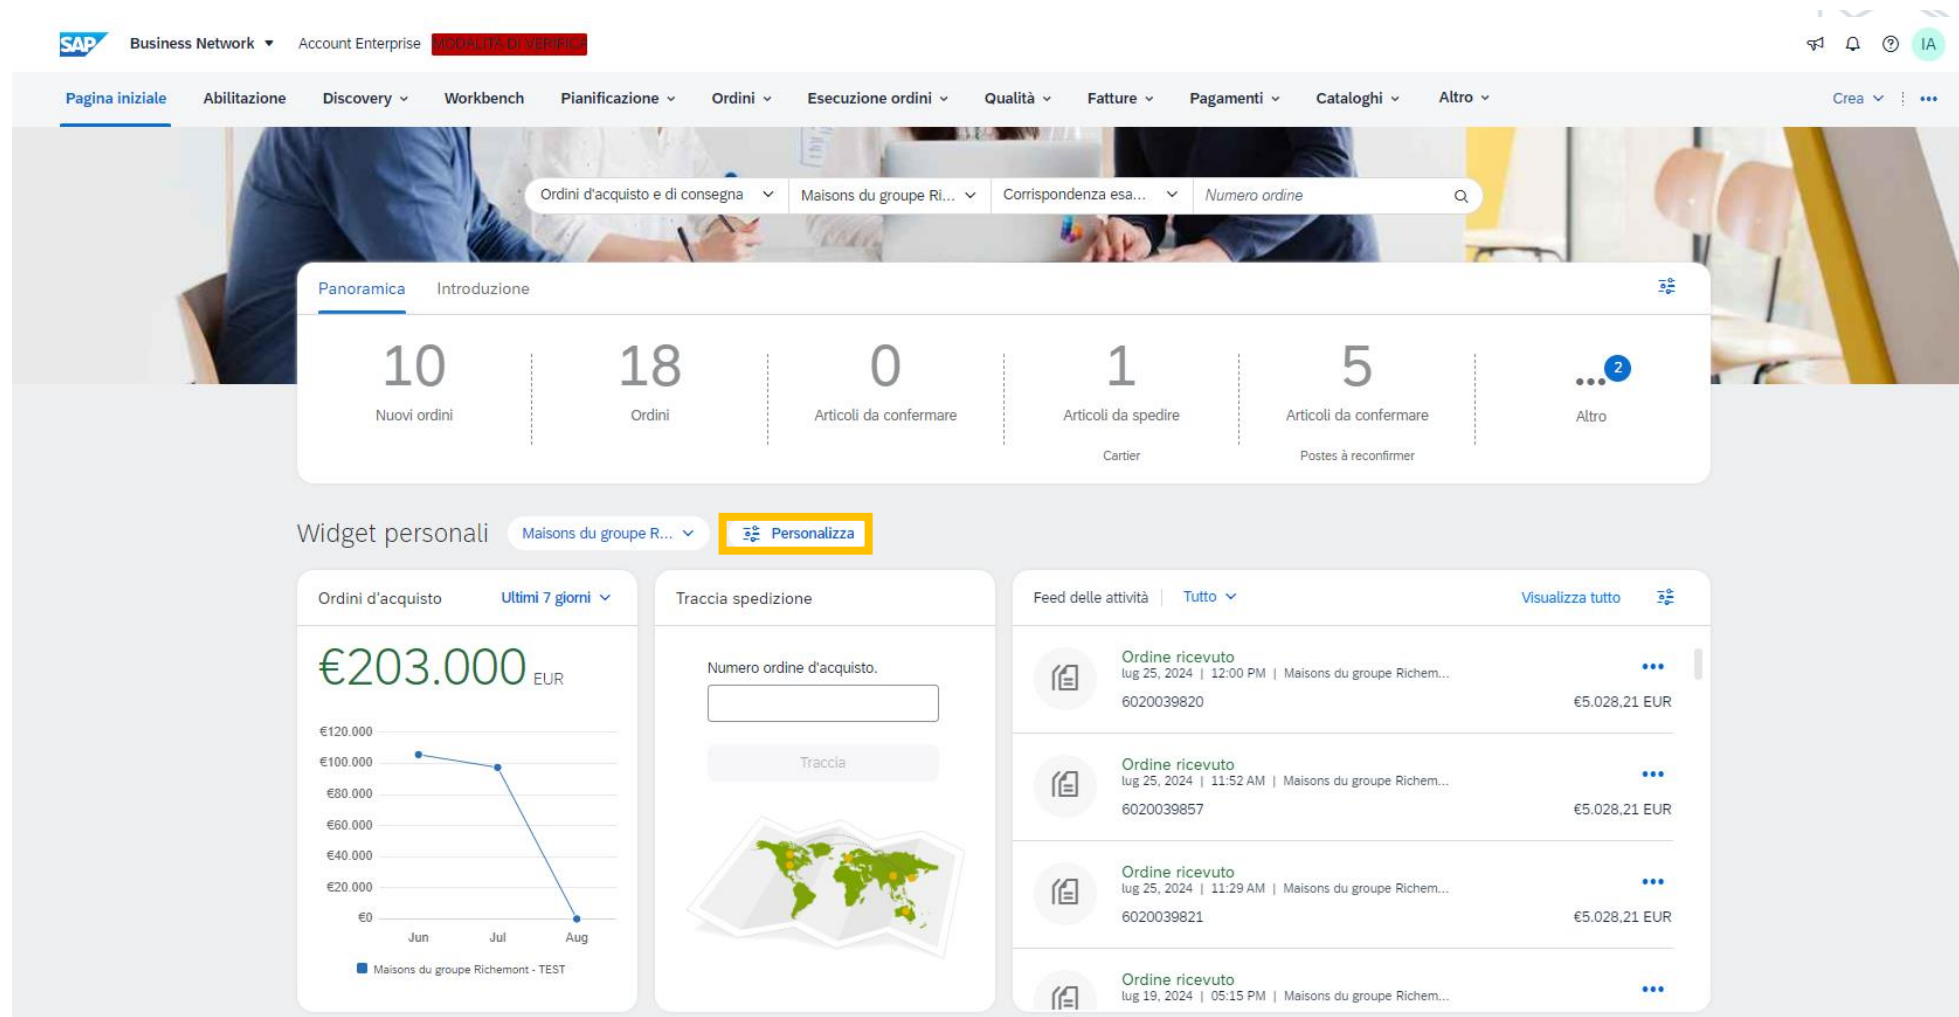 SAP Business Network Account Enterprise MODALITÀ DI VERIFICA IA
Pagina iniziale Abilitazione Discovery Workbench Pianificazione Ordini Esecuzione ordini Qualità Fatture Pagamenti Cataloghi Altro Crea
Ordini d'acquisto e di consegna Maisons du groupe Ri... Corrispondenza esa... Numero ordine
Panoramica Introduzione
10 18 0 1 5 ... 2
Nuovi ordini Ordini Articoli da confermare Articoli da spedire Articoli da confermare Altro
Cartier Postes à reconfirmer
Widget personali Maisons du groupe R... Personalizza
Ordini d'acquisto Ultimi 7 giorni
€203.000 EUR
€120.000
€100.000
€80.000
€60.000
€40.000
€20.000
€0
Jun Jul Aug
Maisons du groupe Richemont - TEST
Traccia spedizione
Numero ordine d'acquisto.
Traccia
Feed delle attività Tutto Visualizza tutto
Ordine ricevuto
lug 25, 2024 | 12:00 PM | Maisons du groupe Richem...
6020039820 €5.028,21 EUR
Ordine ricevuto
lug 25, 2024 | 11:52 AM | Maisons du groupe Richem...
6020039857 €5.028,21 EUR
Ordine ricevuto
lug 25, 2024 | 11:29 AM | Maisons du groupe Richem...
6020039821 €5.028,21 EUR
Ordine ricevuto
lug 19, 2024 | 05:15 PM | Maisons du groupe Richem...